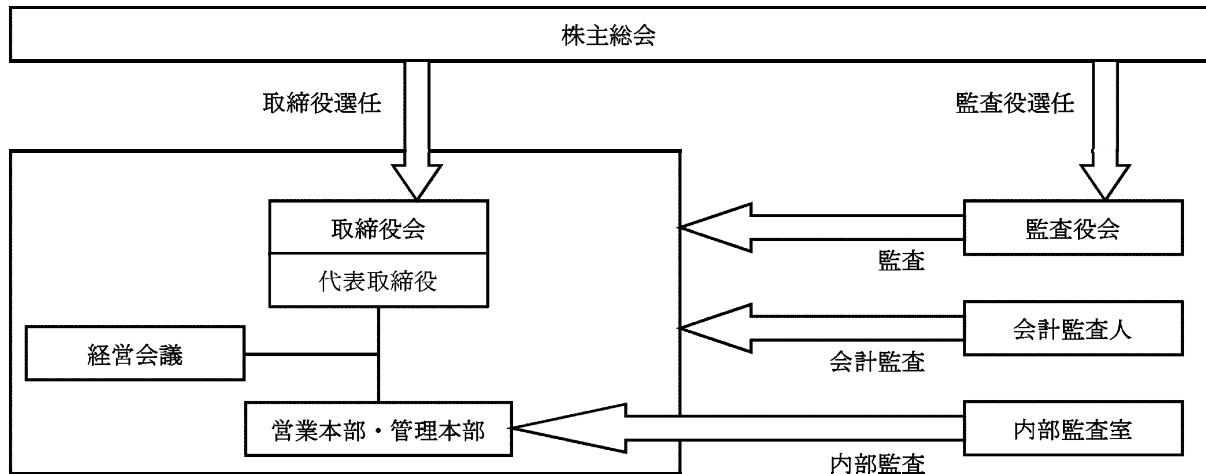 株主総会
取締役選任
監査役選任
取締役会
監査役会
監査
代表取締役
会計監査人
経営会議
会計監査
営業本部・管理本部
内部監査室
内部監査